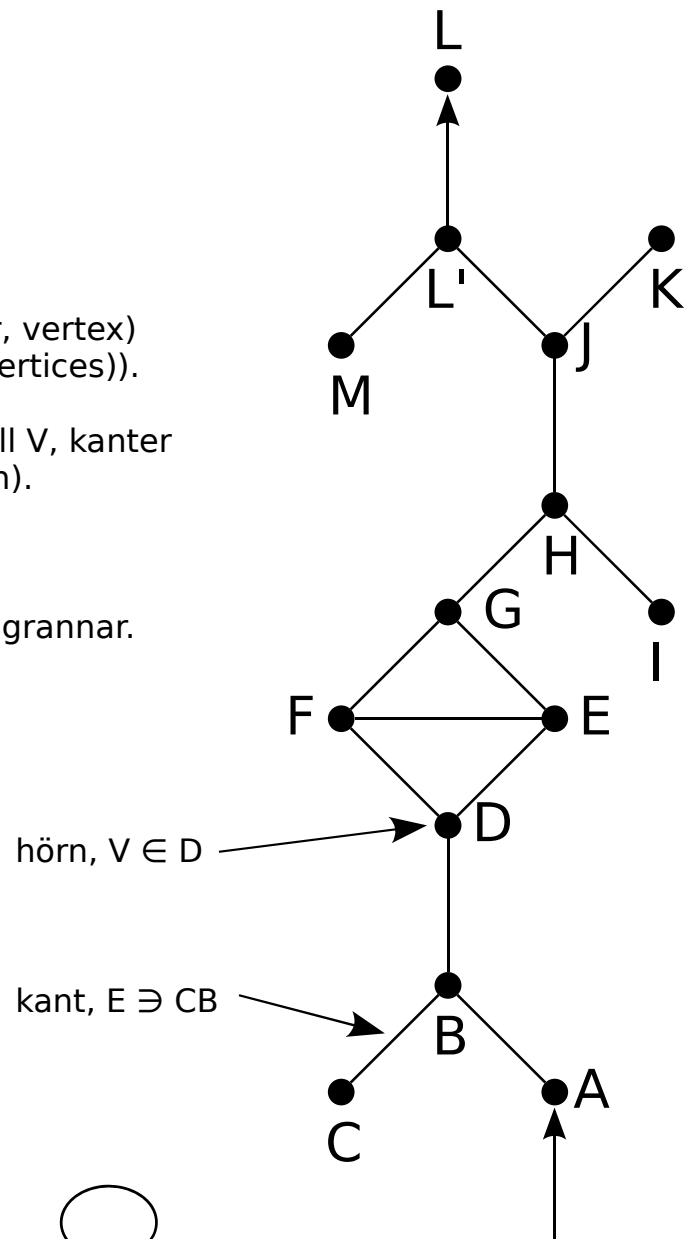 L
L'
K
r, vertex)
J
ertices)).
M
ll V, kanter
n).
H
G
grannar.
I
F
E
D
hörn, V ∈ D
kant, E ∋ CB
B
A
C